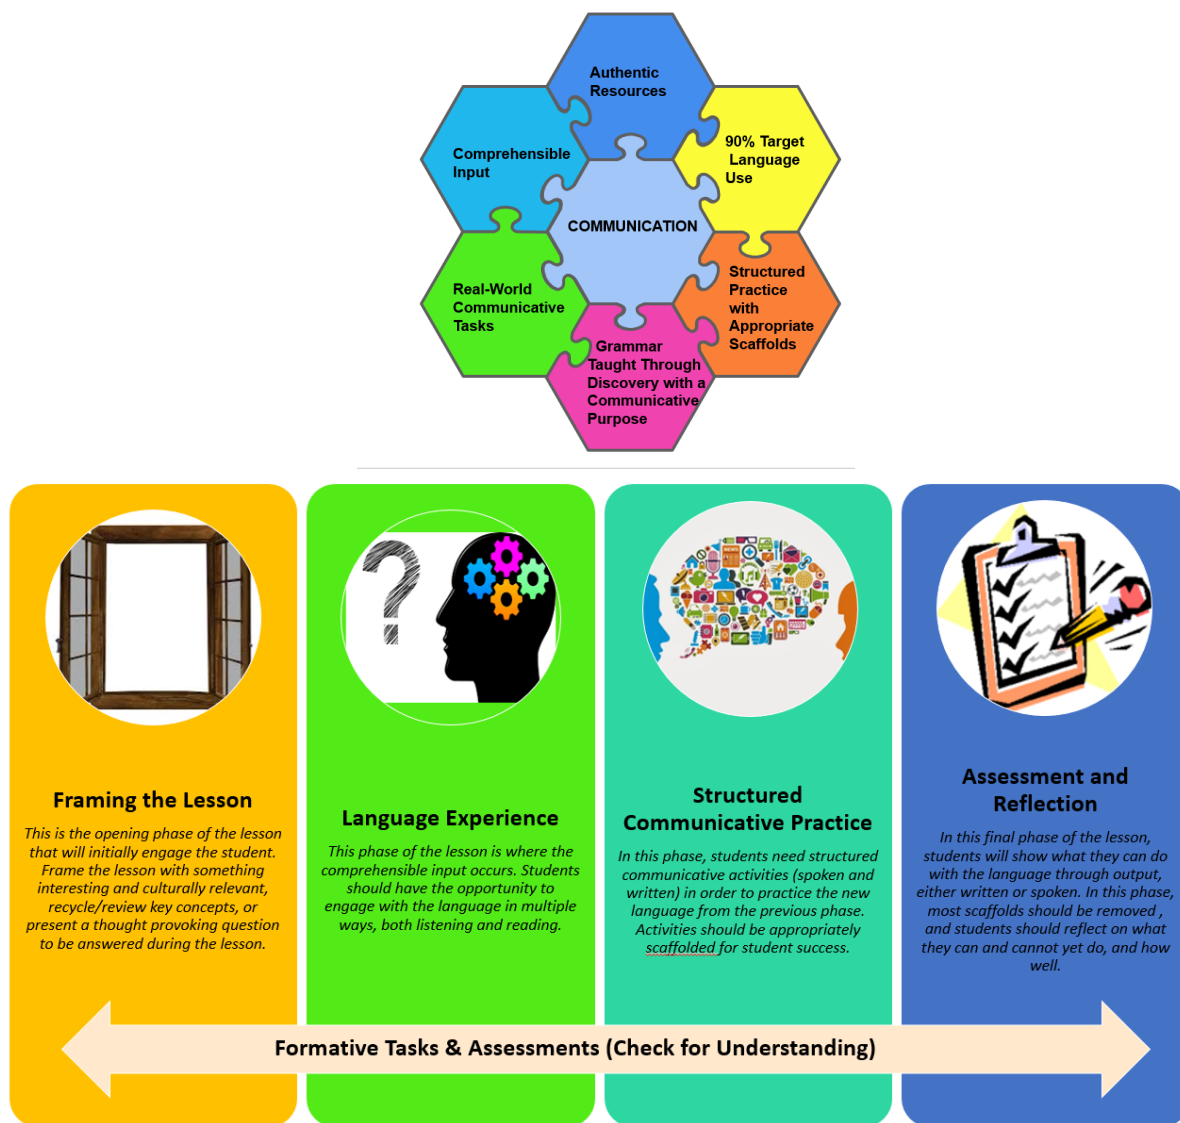 Authentic
Resources
Comprehensible
Input
90% Target
Language
Use
COMMUNICATION
Real-World
Communicative
Tasks
Structured
Practice
with
Appropriate
Scaffolds
Grammar
Taught Through
Discovery with a
Communicative
Purpose
Framing the Lesson
This is the opening phase of the lesson
that will initially engage the student.
Frame the lesson with something
interesting and culturally relevant,
recycle/review key concepts, or
present a thought provoking question
to be answered during the lesson.
?
Language Experience
This phase of the lesson is where the
comprehensible input occurs. Students
should have the opportunity to
engage with the language in multiple
ways, both listening and reading.
NEWS
Structured
Communicative Practice
In this phase, students need structured
communicative activities (spoken and
written) in order to practice the new
language from the previous phase.
Activities should be appropriately
scaffolded for student success.
Assessment and
Reflection
In this final phase of the lesson,
students will show what they can do
with the language through output,
either written or spoken. In this phase,
most scaffolds should be removed ,
and students should reflect on what
they can and cannot yet do, and how
well.
Formative Tasks & Assessments (Check for Understanding)